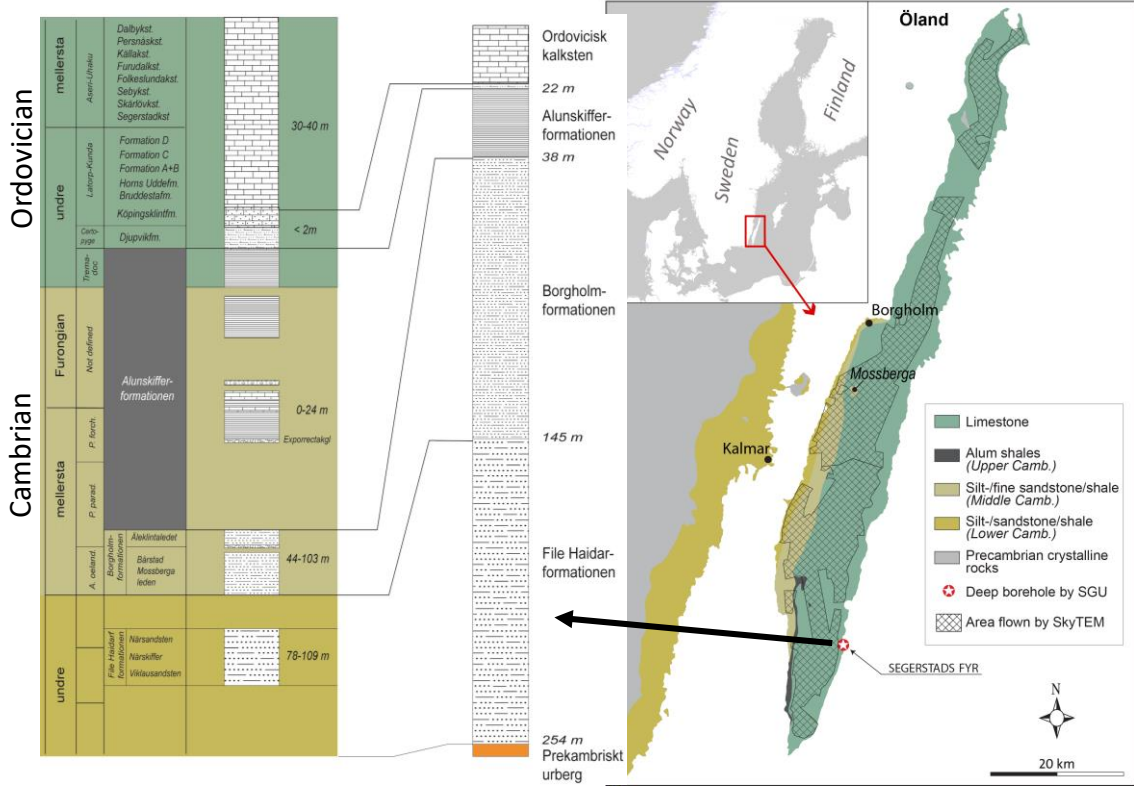 Ordovician
Cambrian
mellersta
undre
Furongian
mellersta
undre
Aseri-Uhaku
Latorp-Kunda
Certo-
pyge
Trema-
doc
Not defined
P. forch.
P. parad.
A. oeland.
Dalbykst.
Persnäskst.
Källakst.
Furudalkst.
Folkeslundakst.
Sebykst.
Skärlövkst.
Segerstadkst
Formation D
Formation C
Formation A+B
Horns Uddefm.
Bruddestafm.
Köpingsklintfm.
Djupvikfm.
Alunskiffer-
formationen
Borgholm-
formationen
Äleklintaledet
Bårstad
Mossberga
leden
File Haidarf
formationen
Närsandsten
Närskiffer
Viklausandsten
30-40 m
< 2m
0-24 m
Exporrectakgl
44-103 m
78-109 m
Ordovicisk
kalksten
22 m
Alunskiffer-
formationen
38 m
Borgholm-
formationen
145 m
File Haidar-
formationen
254 m
Prekambriskt
urberg
Öland
Norway
Sweden
Finland
Borgholm
Mossberga
Kalmar
Limestone
Alum shales
(Upper Camb.)
Silt-/fine sandstone/shale
(Middle Camb.)
Silt-/sandstone/shale
(Lower Camb.)
Precambrian crystalline
rocks
Deep borehole by SGU
Area flown by SkyTEM
SEGERSTADS FYR
N
20 km